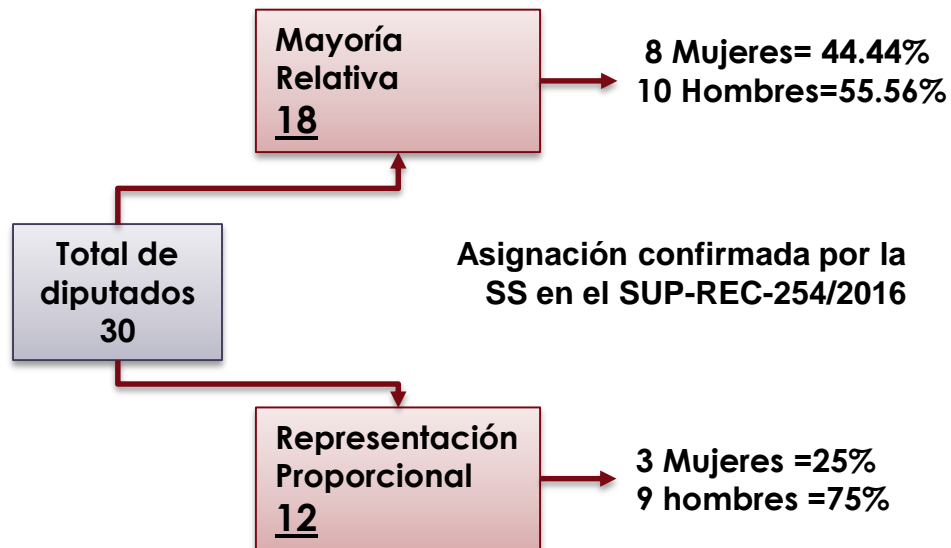 Mayoría
Relativa
18
8 Mujeres= 44.44%
10 Hombres=55.56%
Total de
diputados
30
Asignación confirmada por la
SS en el SUP-REC-254/2016
Representación
Proporcional
12
3 Mujeres =25%
9 hombres =75%